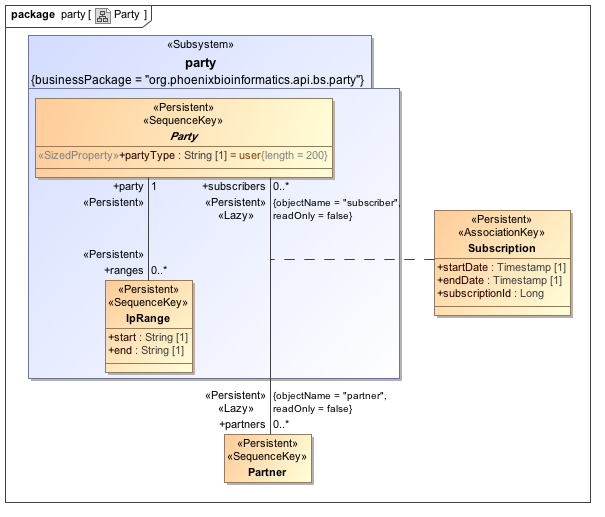 package party [ Party ]
«Subsystem»
party
{businessPackage = "org.phoenixbioinformatics.api.bs.party"}
«Persistent»
«SequenceKey»
Party
«SizedProperty»+partyType : String [1] = user{length = 200}
+party 1
«Persistent»
+subscribers 0..*
«Persistent» {objectName = "subscriber",
«Lazy» readOnly = false}
«Persistent»
+ranges 0..*
«Persistent»
«SequenceKey»
IpRange
+start : String [1]
+end : String [1]
«Persistent»
«AssociationKey»
Subscription
+startDate : Timestamp [1]
+endDate : Timestamp [1]
+subscriptionId : Long
«Persistent» {objectName = "partner",
«Lazy» readOnly = false}
+partners 0..*
«Persistent»
«SequenceKey»
Partner